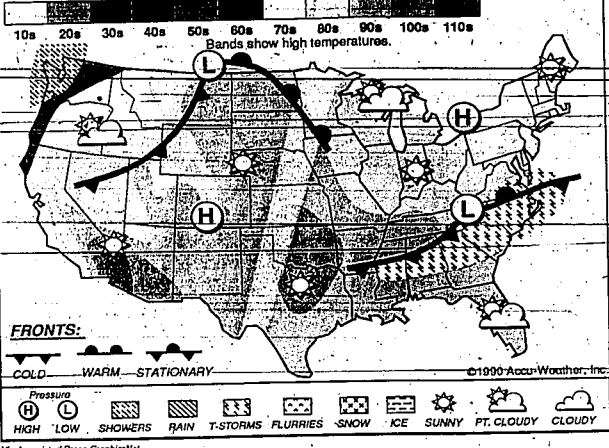 10s 20s 30s 40s 50s 60s 70s 80s 90s 100s 110s
Bands show high temperatures.
L
H
H
L
FRONTS:
COLD WARM STATIONARY
©1990 Accu-Weather, Inc.
Pressure
H L
HIGH LOW SHOWERS RAIN T-STORMS FLURRIES SNOW ICE SUNNY PT. CLOUDY CLOUDY